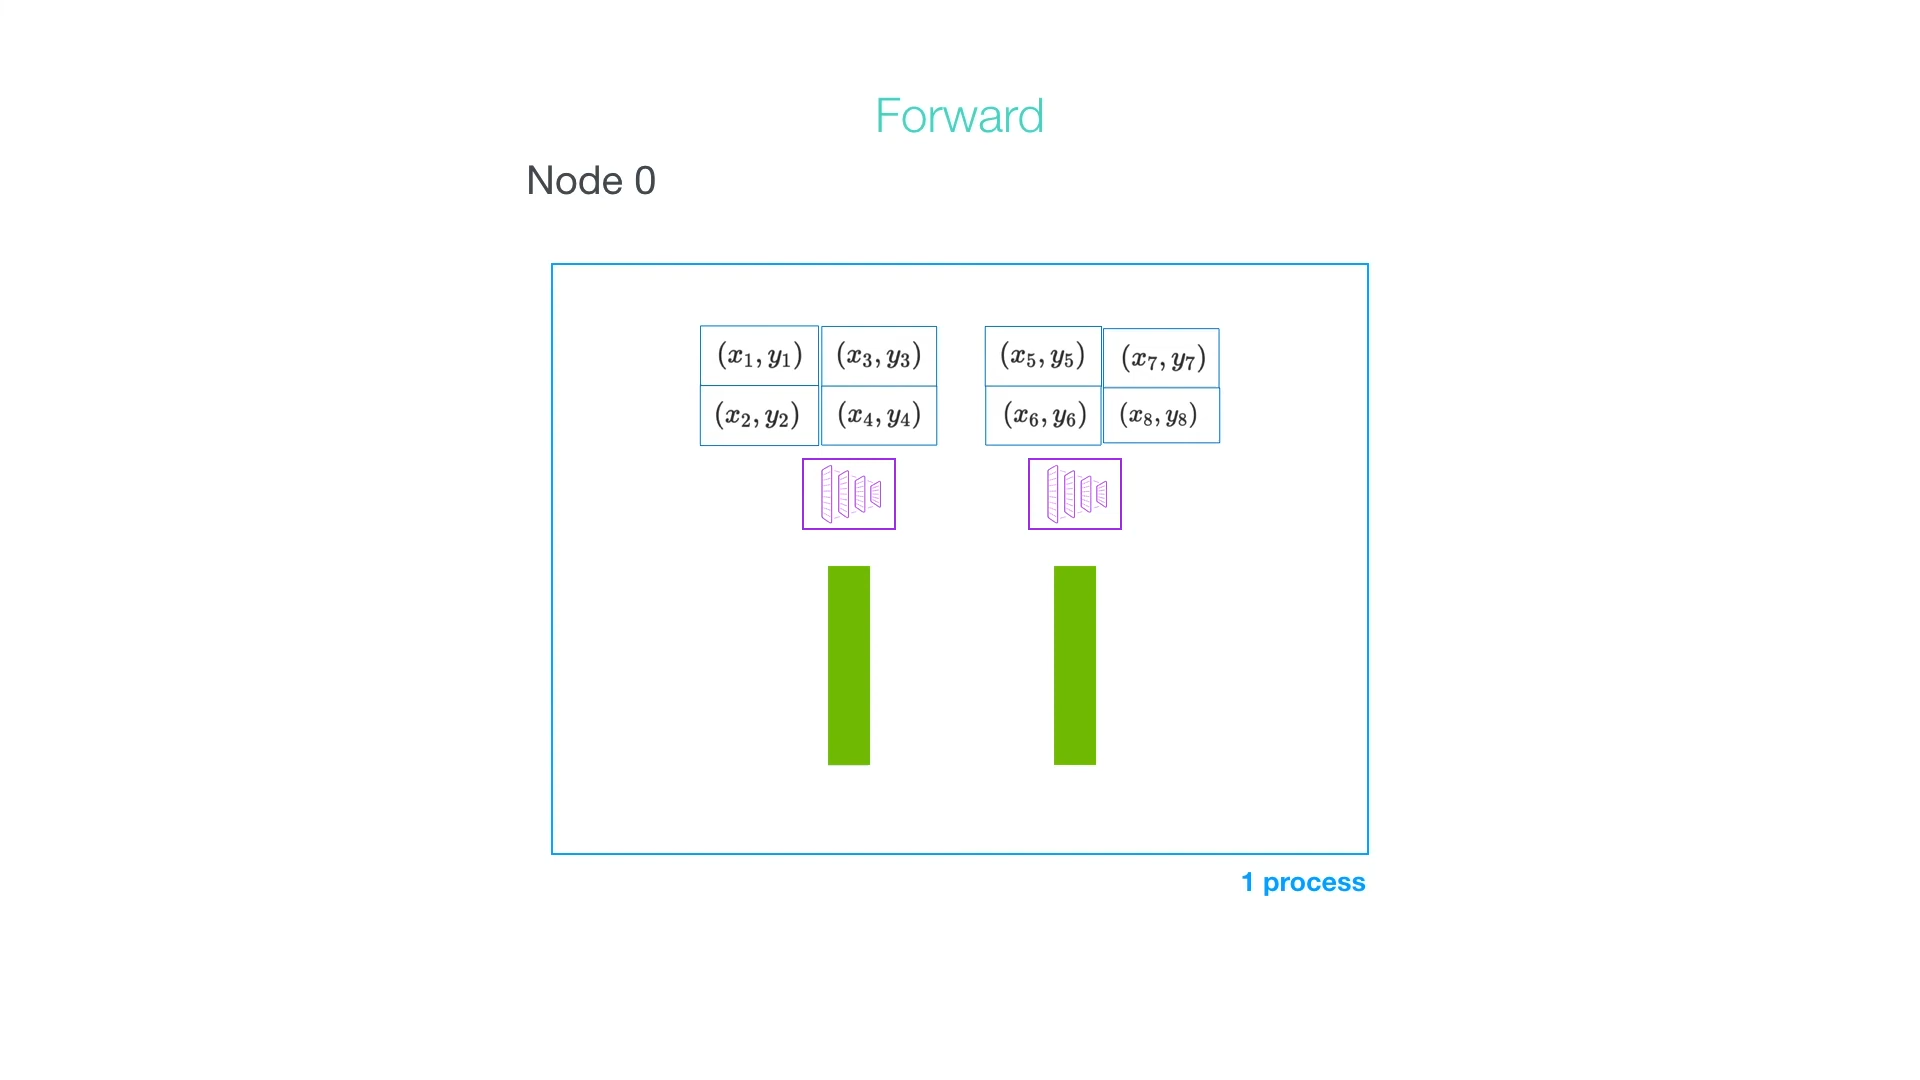 Forward
Node 0
(x₁, y₁) (x₃, y₃) (x₅, y₅) (x₇, y₇)
(x₂, y₂) (x₄, y₄) (x₆, y₆) (x₈, y₈)
1 process